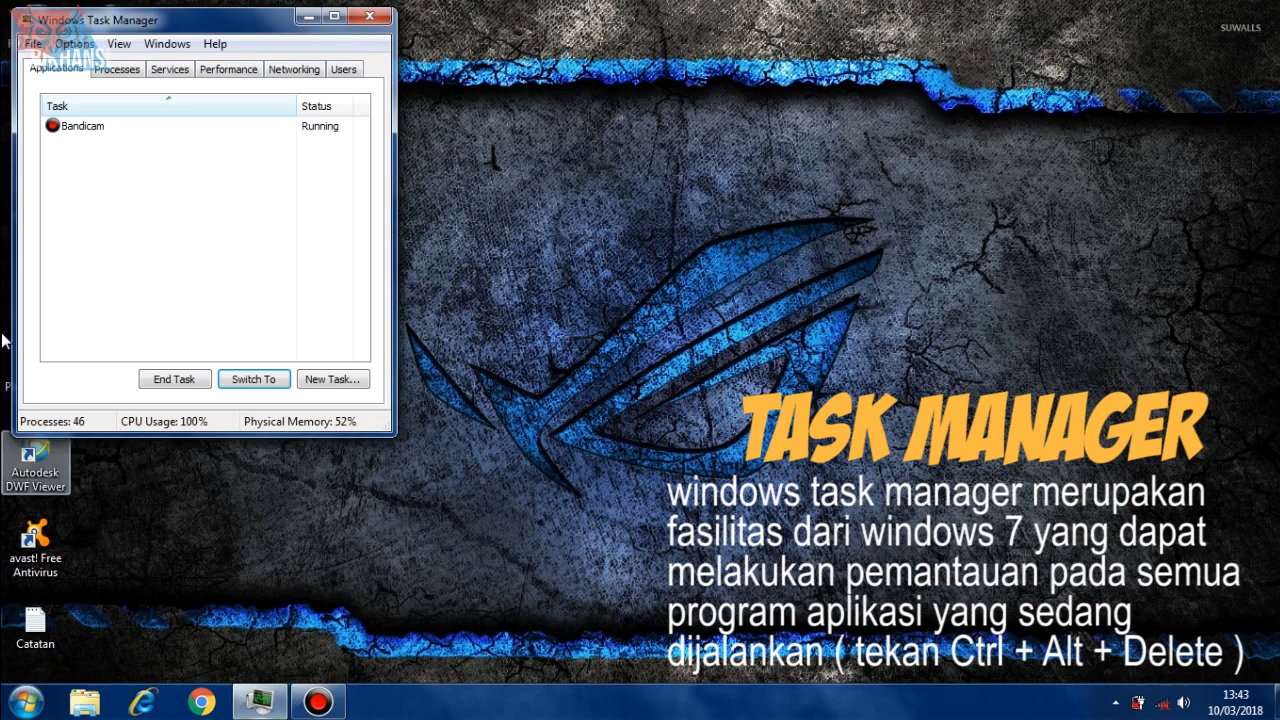 Windows Task Manager
File Options View Windows Help
Applications Processes Services Performance Networking Users
Task Status
Bandicam Running
End Task Switch To New Task...
Processes: 46 CPU Usage: 100% Physical Memory: 52%
SUWALLS
Autodesk
DWF Viewer
avast! Free
Antivirus
Catatan
TASK MANAGER
windows task manager merupakan
fasilitas dari windows 7 yang dapat
melakukan pemantauan pada semua
program aplikasi yang sedang
dijalankan ( tekan Ctrl + Alt + Delete )
13:43
10/03/2018